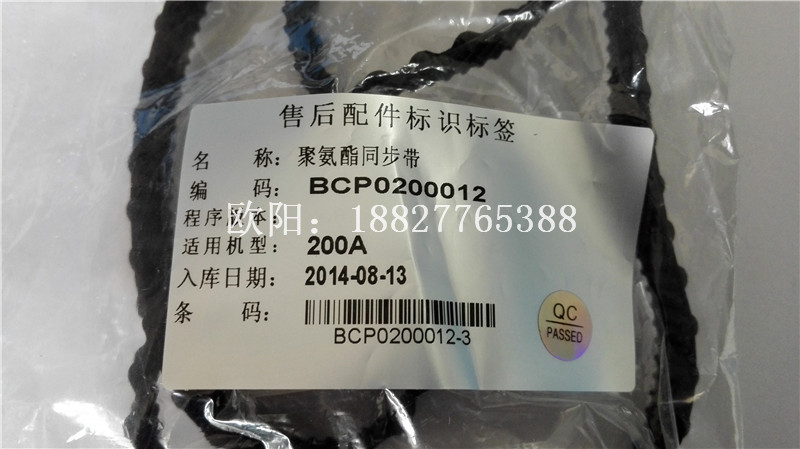 售后配件标识标签
名 称：聚氨酯同步带
编 码：BCP0200012
程序版本：
欧阳：18827765388
适用机型：200A
入库日期：2014-08-13
条 码：
BCP0200012-3
QC
PASSED